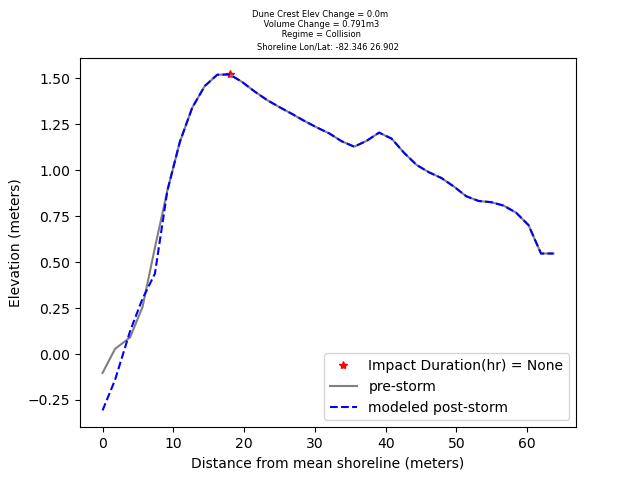 Dune Crest Elev Change = 0.0m
Volume Change = 0.791m3
Regime = Collision
Shoreline Lon/Lat: -82.346 26.902
1.50
1.25
1.00
0.75
0.50
0.25
0.00
−0.25
Elevation (meters)
Impact Duration(hr) = None
pre-storm
modeled post-storm
0 10 20 30 40 50 60
Distance from mean shoreline (meters)